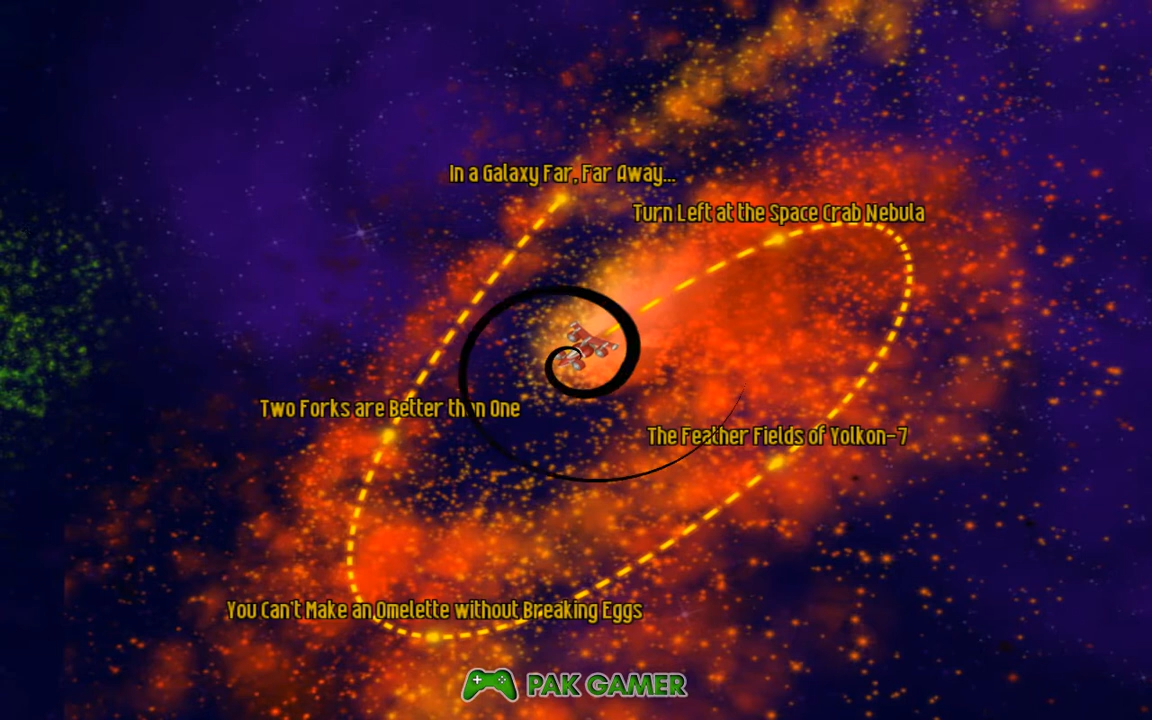 In a Galaxy Far, Far Away...
Turn Left at the Space Crab Nebula
Two Forks are Better than One
The Feather Fields of Yolkon-7
You Can't Make an Omelette without Breaking Eggs
PAK GAMER